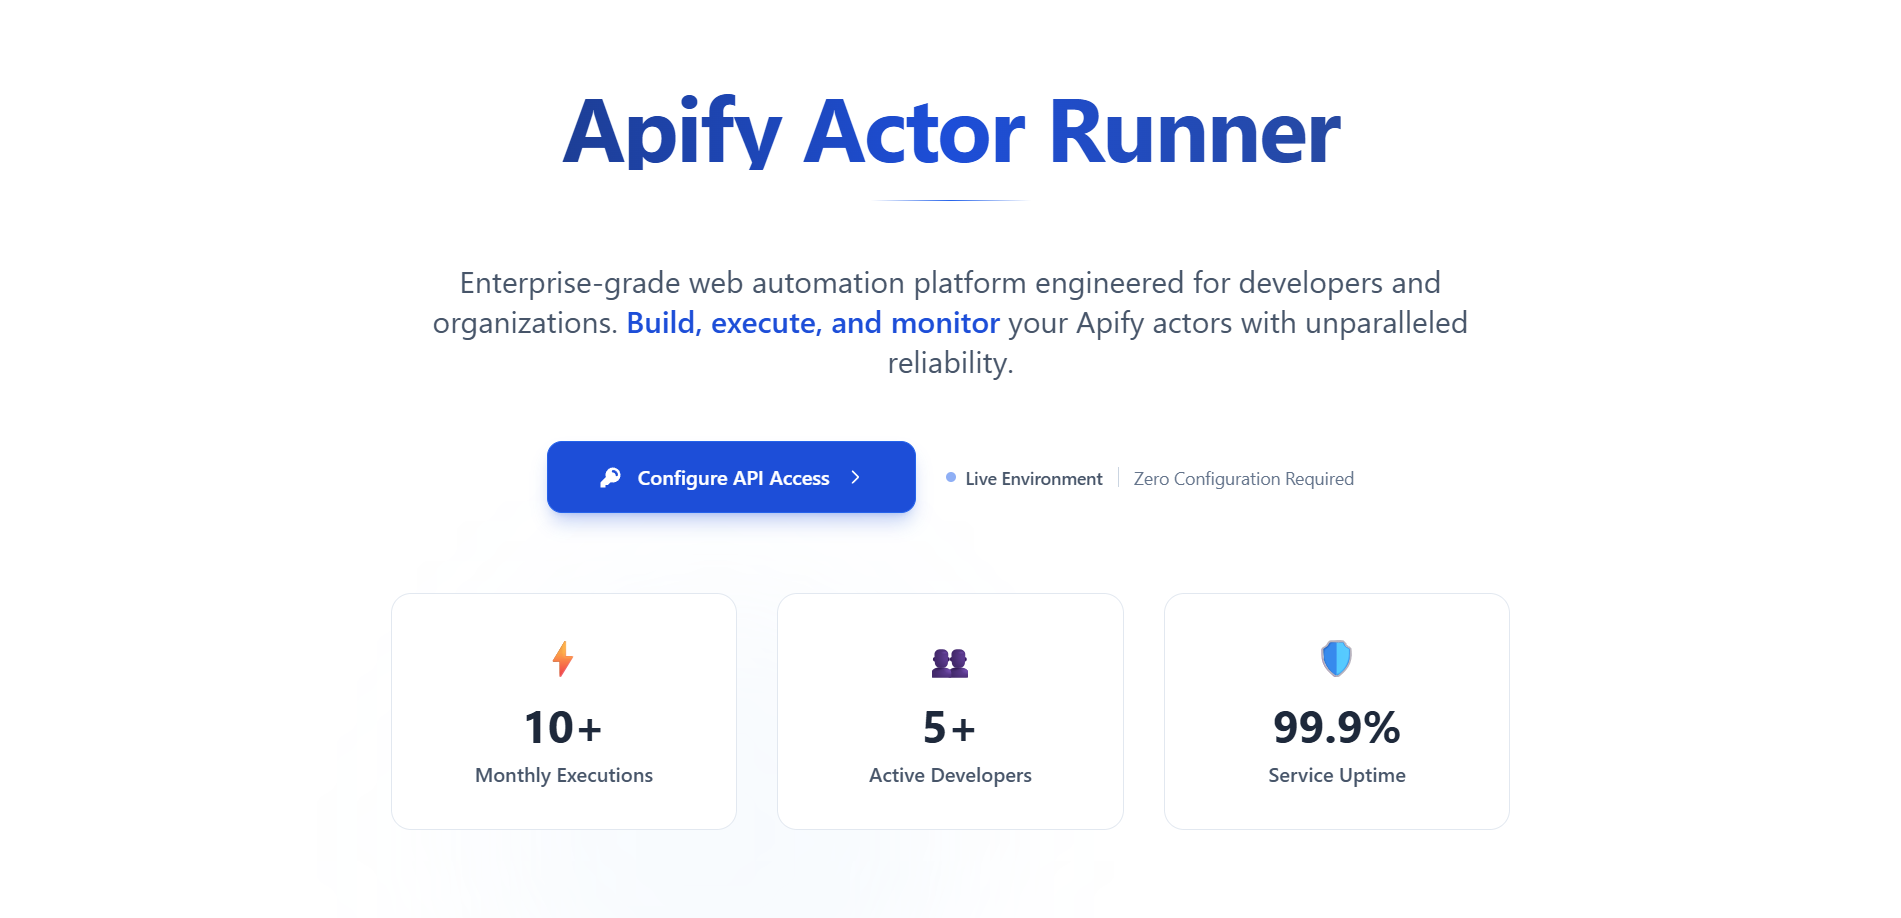 Apify Actor Runner
Enterprise-grade web automation platform engineered for developers and
organizations. Build, execute, and monitor your Apify actors with unparalleled
reliability.
Configure API Access
Live Environment
Zero Configuration Required
10+
Monthly Executions
5+
Active Developers
99.9%
Service Uptime